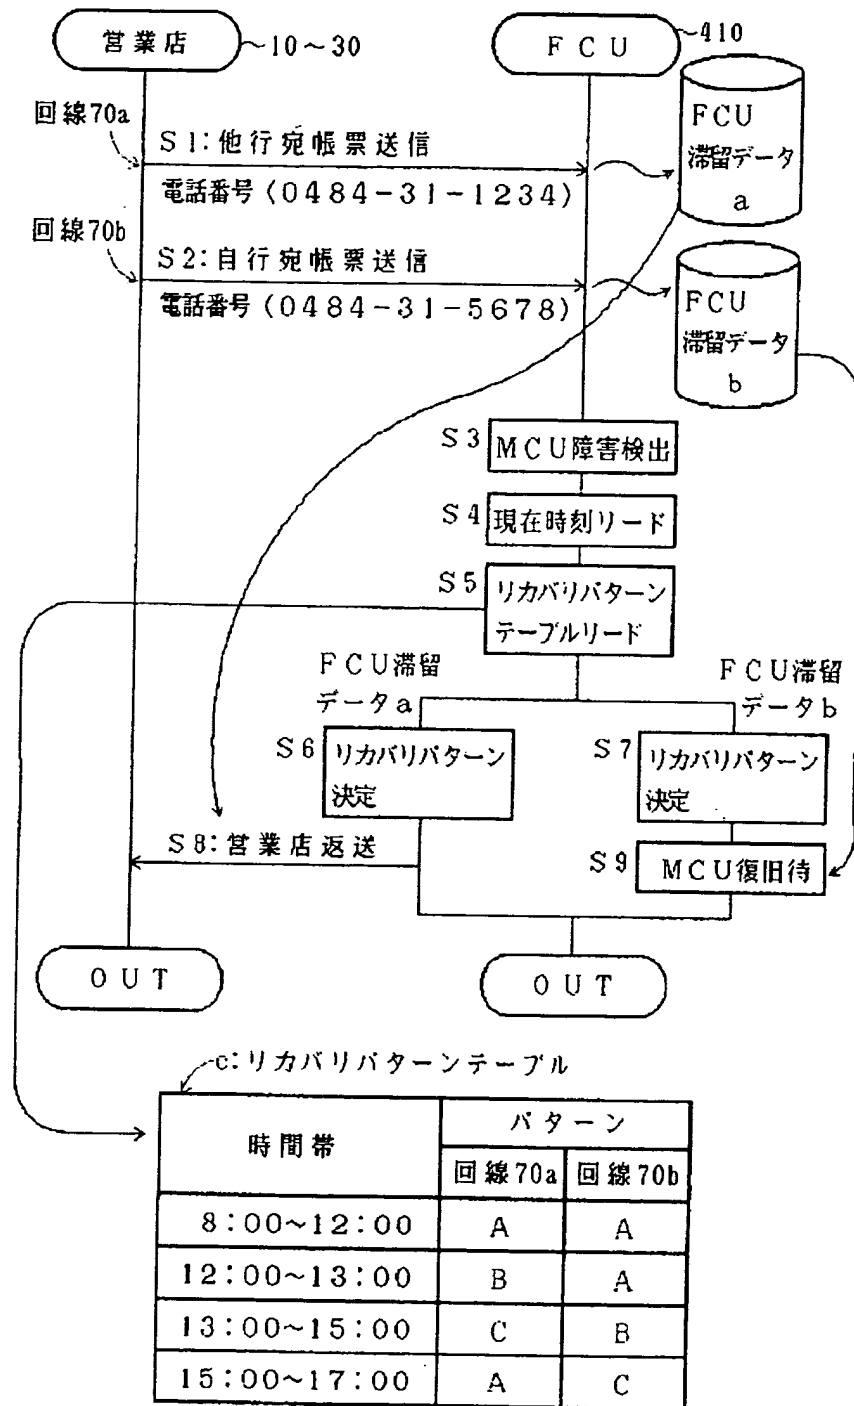 営業店
~10~30
FCU
~410
回線70a
S1:他行宛帳票送信
電話番号(0484-31-1234)
FCU
滞留データ
a
回線70b
S2:自行宛帳票送信
電話番号(0484-31-5678)
FCU
滞留データ
b
S3
MCU障害検出
S4
現在時刻リード
S5
リカバリパターン
テーブルリード
FCU滞留
データa
FCU滞留
データb
S6
リカバリパターン
決定
S7
リカバリパターン
決定
S8:営業店返送
S9
MCU復旧待
OUT
OUT
c:リカバリパターンテーブル
時間帯
パターン
回線70a 回線70b
8:00~12:00 A A
12:00~13:00 B A
13:00~15:00 C B
15:00~17:00 A C